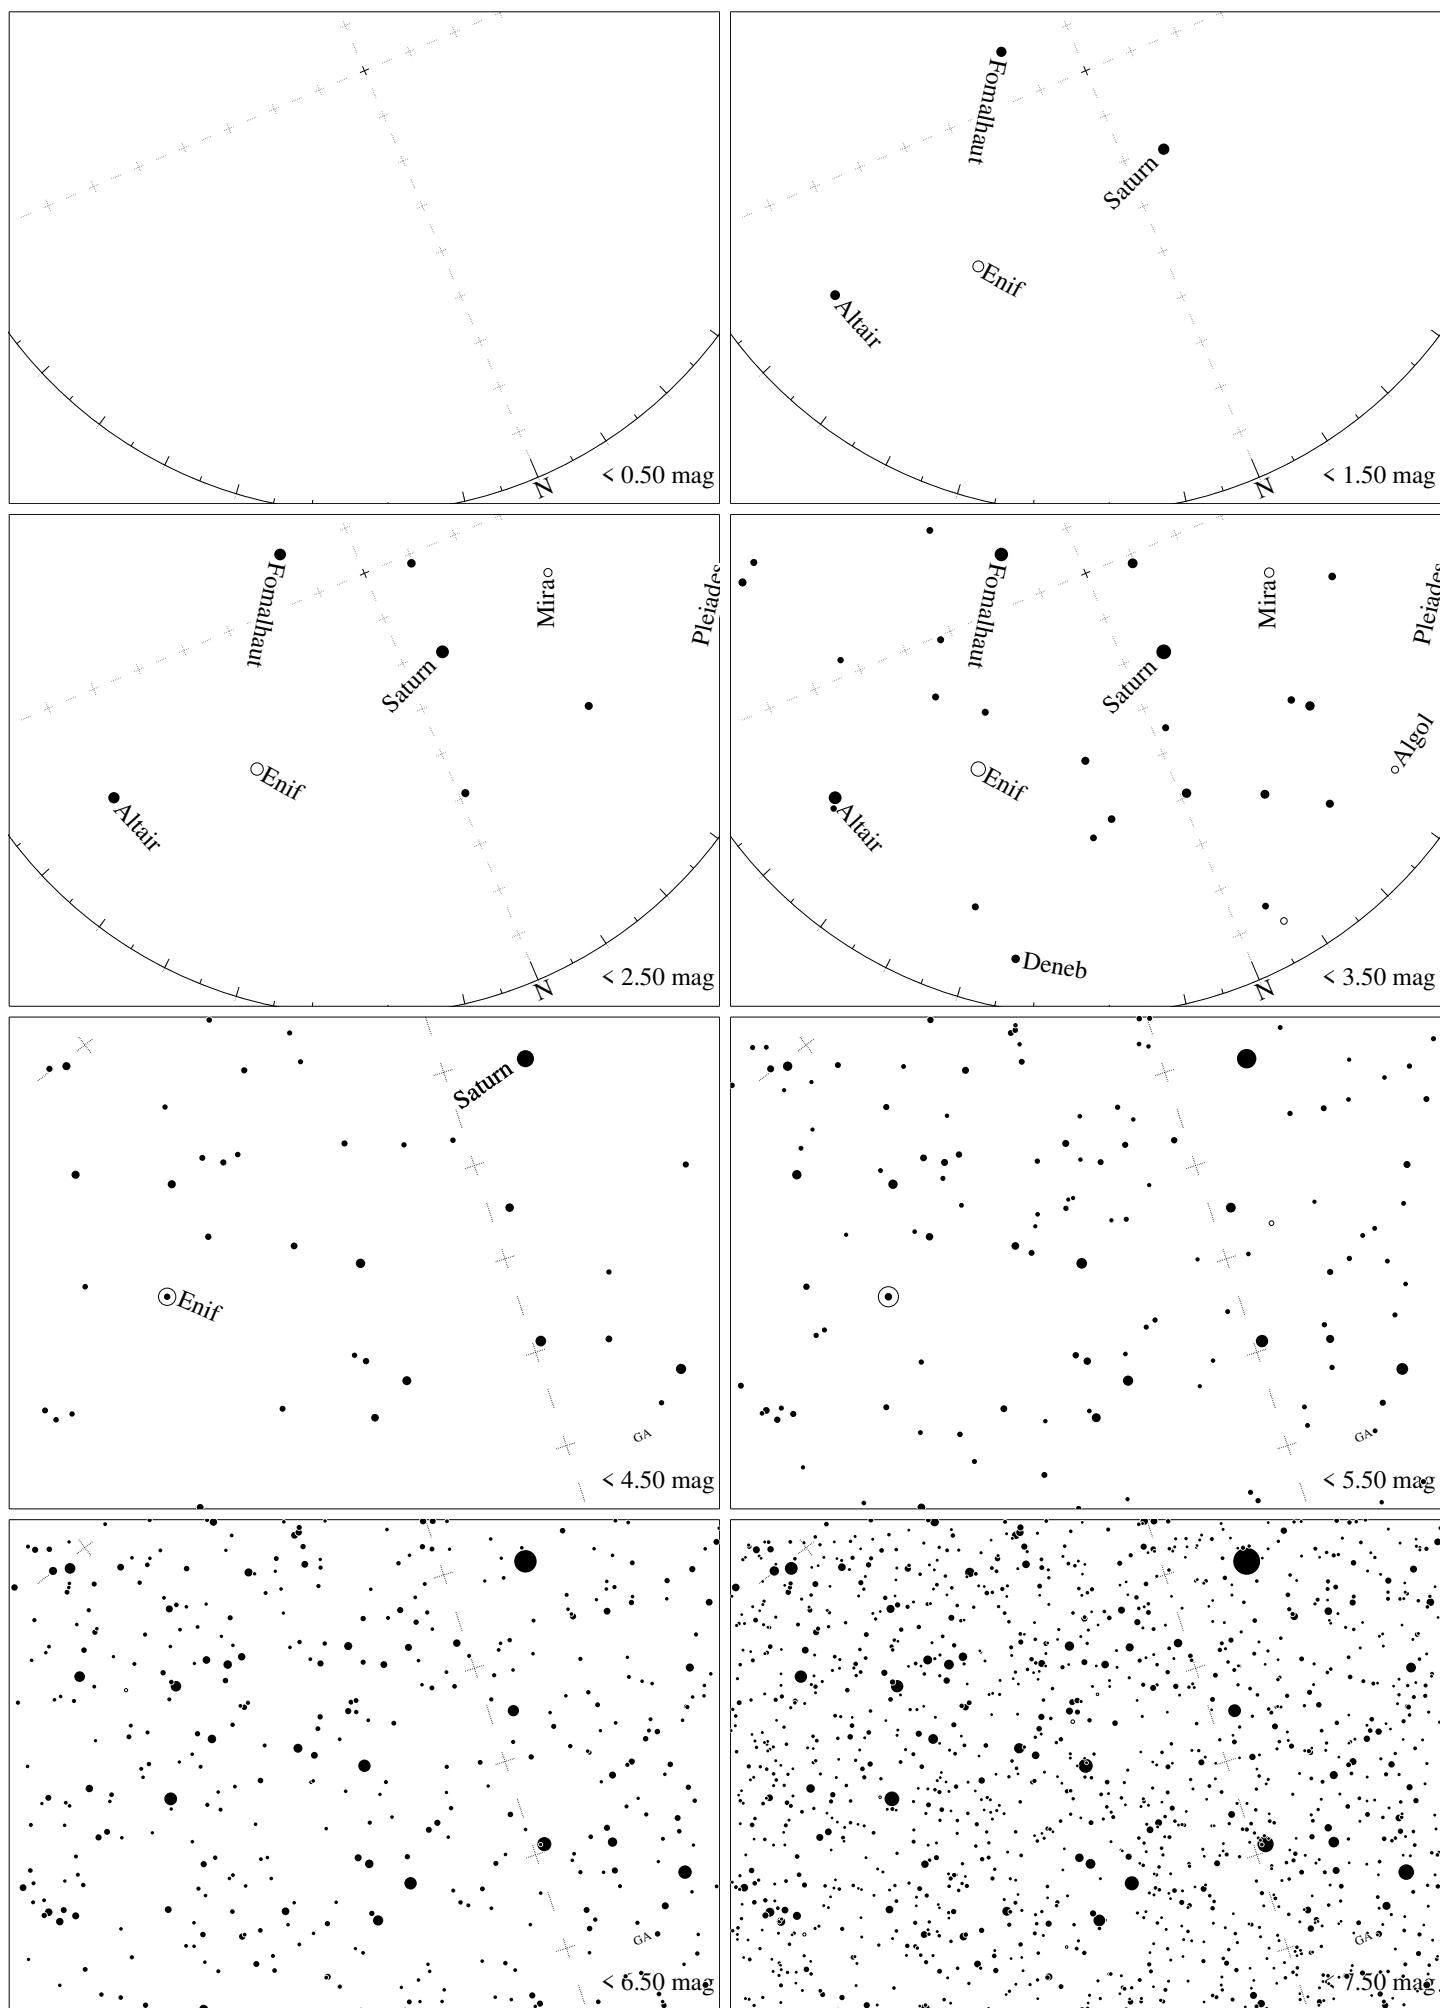 N
< 0.50 mag
Fomalhaut
Saturn
Enif
Altair
N
< 1.50 mag
Fomalhaut
Mira
Pleiades
Saturn
Enif
Altair
N
< 2.50 mag
Fomalhaut
Mira
Pleiades
Saturn
Algol
Enif
Altair
Deneb
N
< 3.50 mag
Saturn
Enif
GA
< 4.50 mag
GA
< 5.50 mag
GA
< 6.50 mag
GA
< 7.50 mag